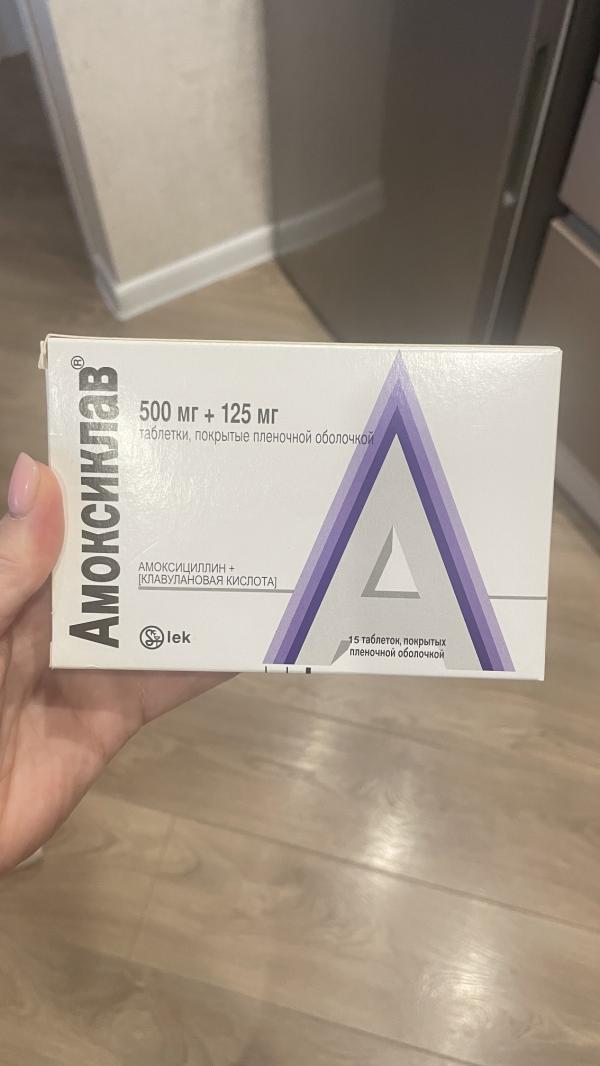 Амоксиклав®
500 мг + 125 мг
таблетки, покрытые пленочной оболочкой
АМОКСИЦИЛЛИН +
[КЛАВУЛАНОВАЯ КИСЛОТА]
lek
15 таблеток, покрытых
пленочной оболочкой